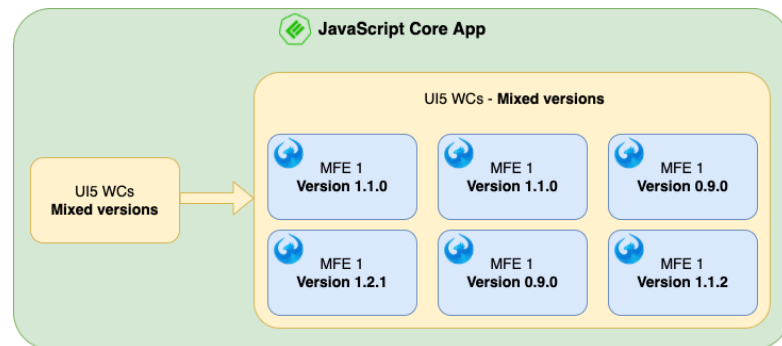 JavaScript Core App
UI5 WCs - Mixed versions
UI5 WCs
Mixed versions
MFE 1
Version 1.1.0
MFE 1
Version 1.1.0
MFE 1
Version 0.9.0
MFE 1
Version 1.2.1
MFE 1
Version 0.9.0
MFE 1
Version 1.1.2